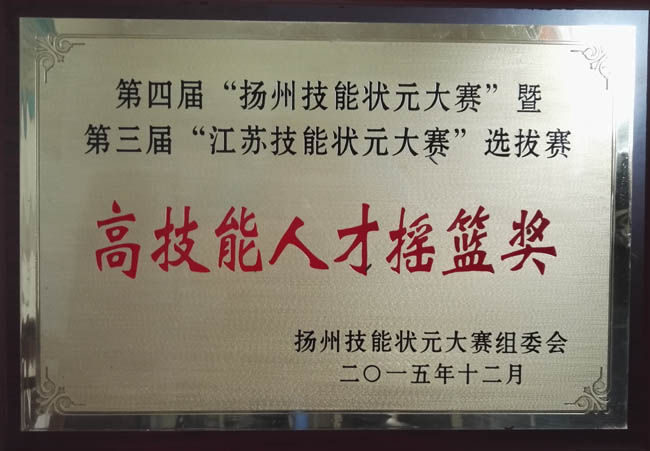 第四届“扬州技能状元大赛”暨
第三届“江苏技能状元大赛”选拔赛
高技能人才摇篮奖
扬州技能状元大赛组委会
二〇一五年十二月